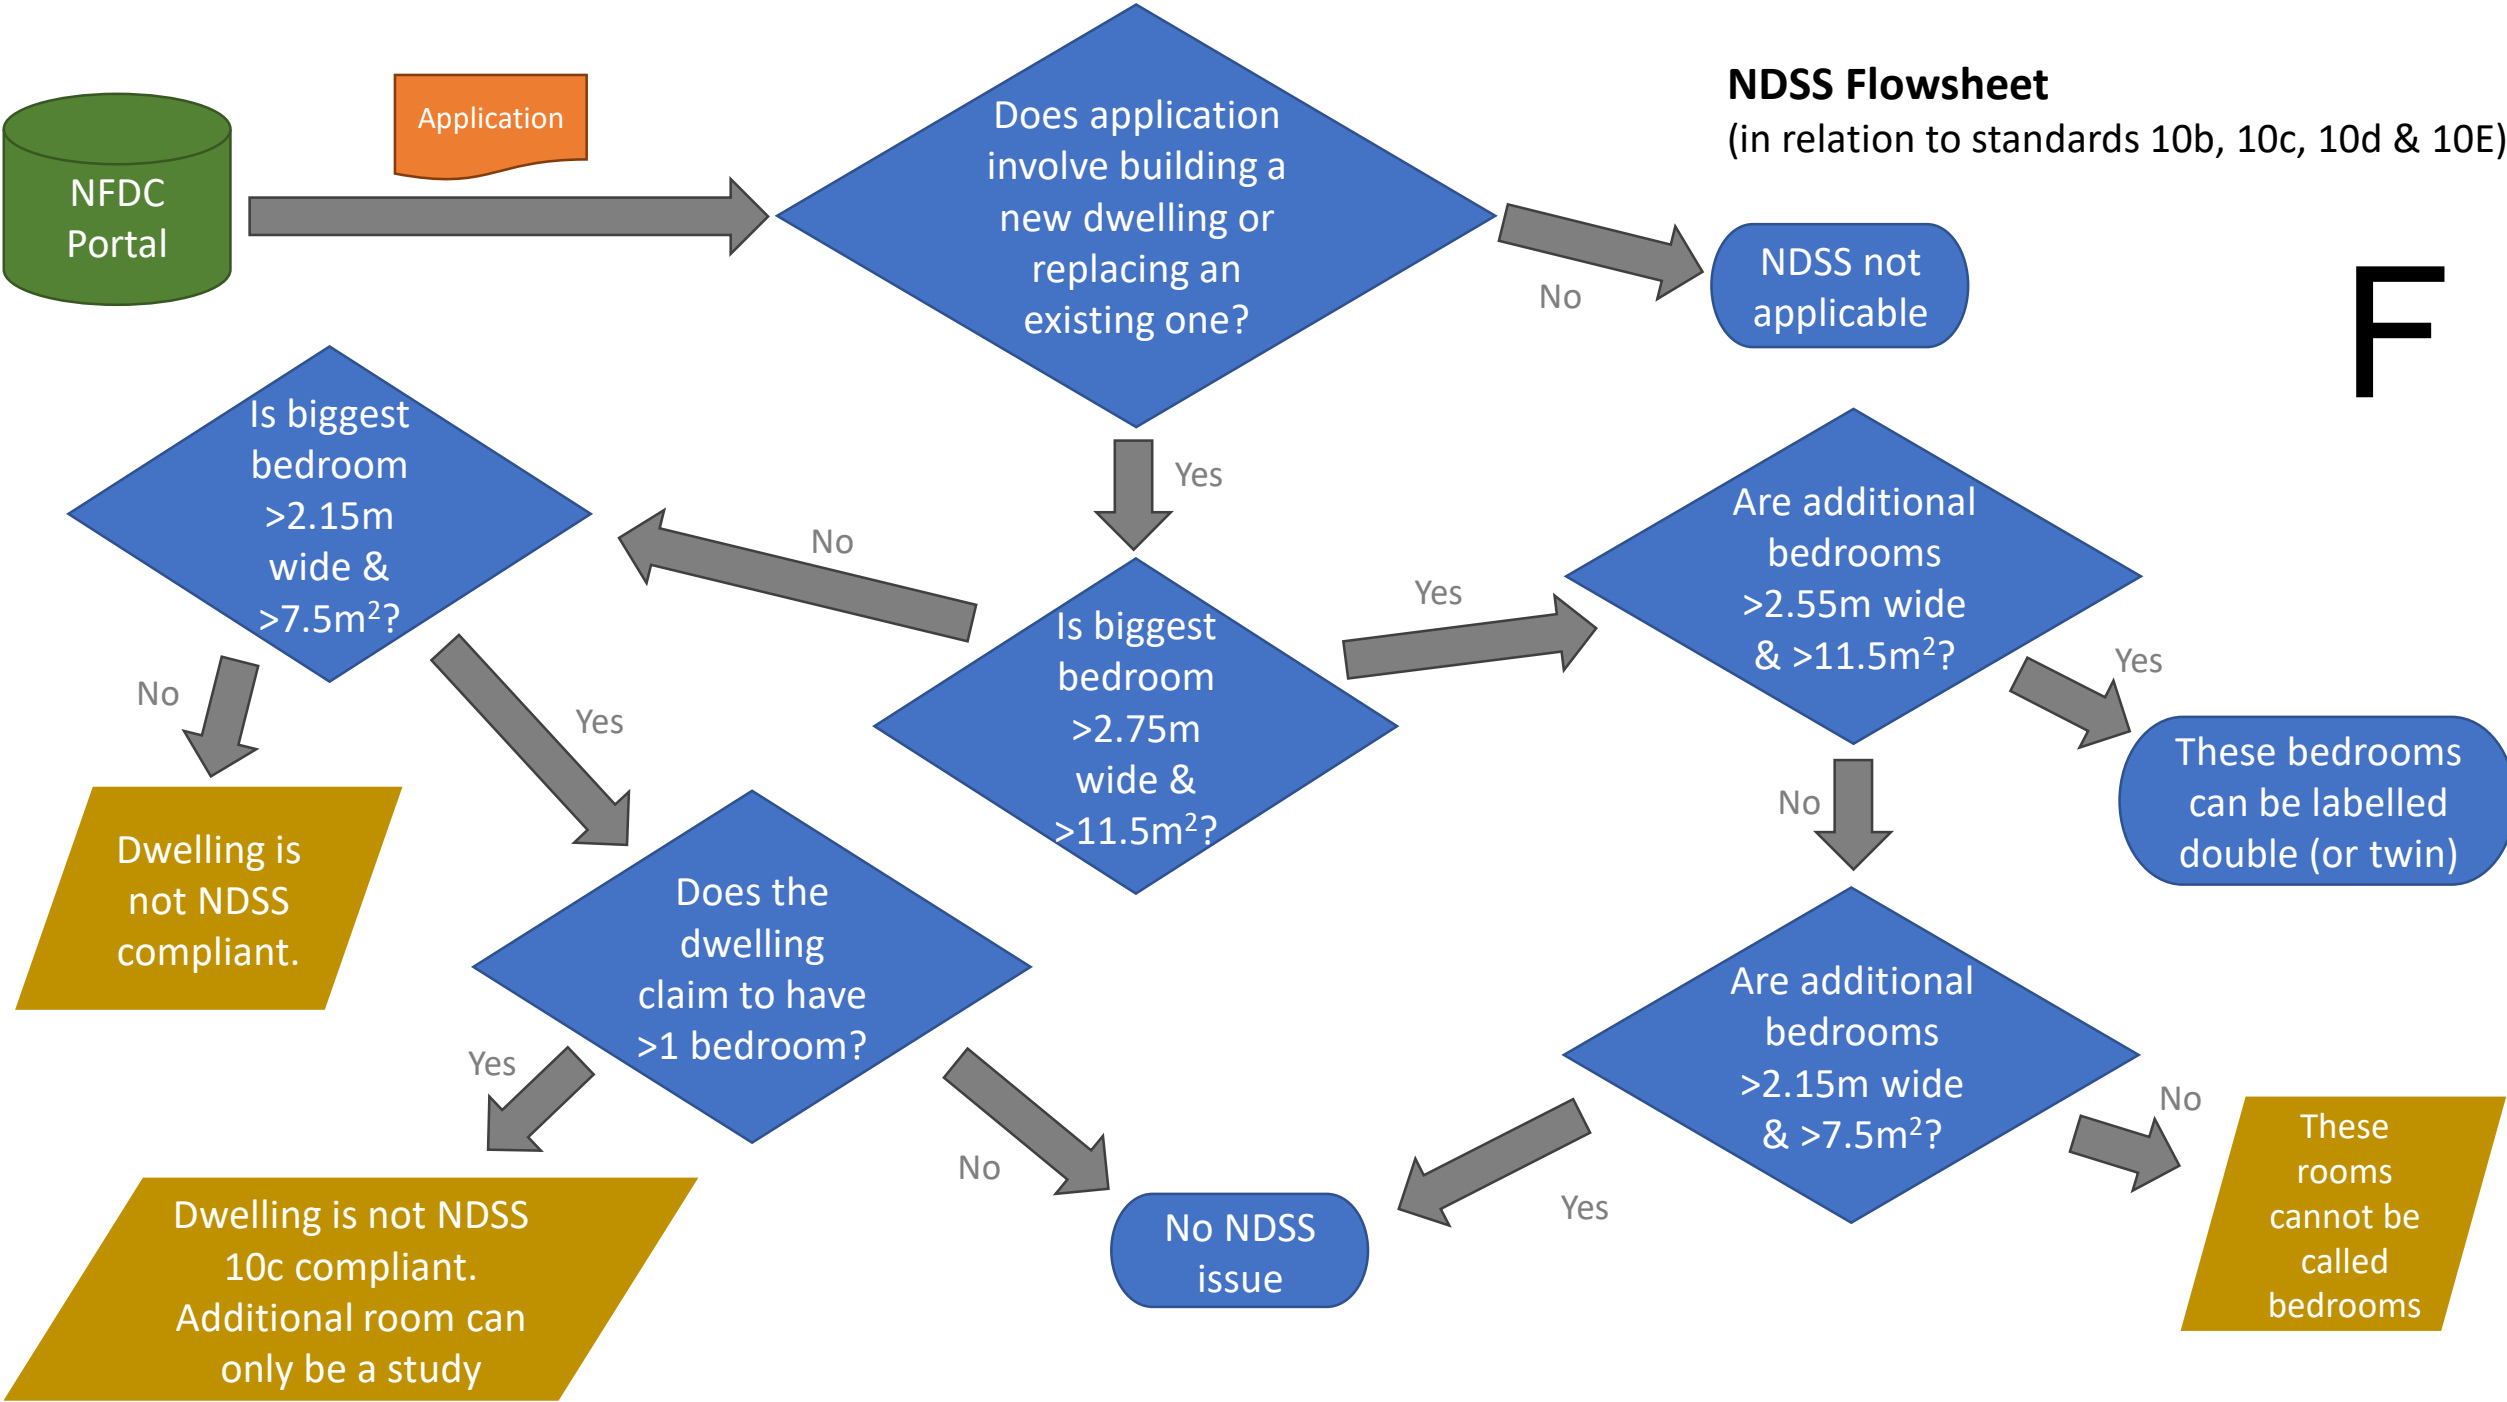 NDSS Flowsheet
(in relation to standards 10b, 10c, 10d & 10E)
F
NFDC
Portal
Application
Does application
involve building a
new dwelling or
replacing an
existing one?
No
NDSS not
applicable
Yes
Is biggest
bedroom
>2.75m
wide &
>11.5m²?
No
Is biggest
bedroom
>2.15m
wide &
>7.5m²?
No
Dwelling is
not NDSS
compliant.
Yes
Does the
dwelling
claim to have
>1 bedroom?
Yes
Dwelling is not NDSS
10c compliant.
Additional room can
only be a study
No
No NDSS
issue
Yes
Are additional
bedrooms
>2.55m wide
& >11.5m²?
Yes
These bedrooms
can be labelled
double (or twin)
No
Are additional
bedrooms
>2.15m wide
& >7.5m²?
Yes
No
These
rooms
cannot be
called
bedrooms